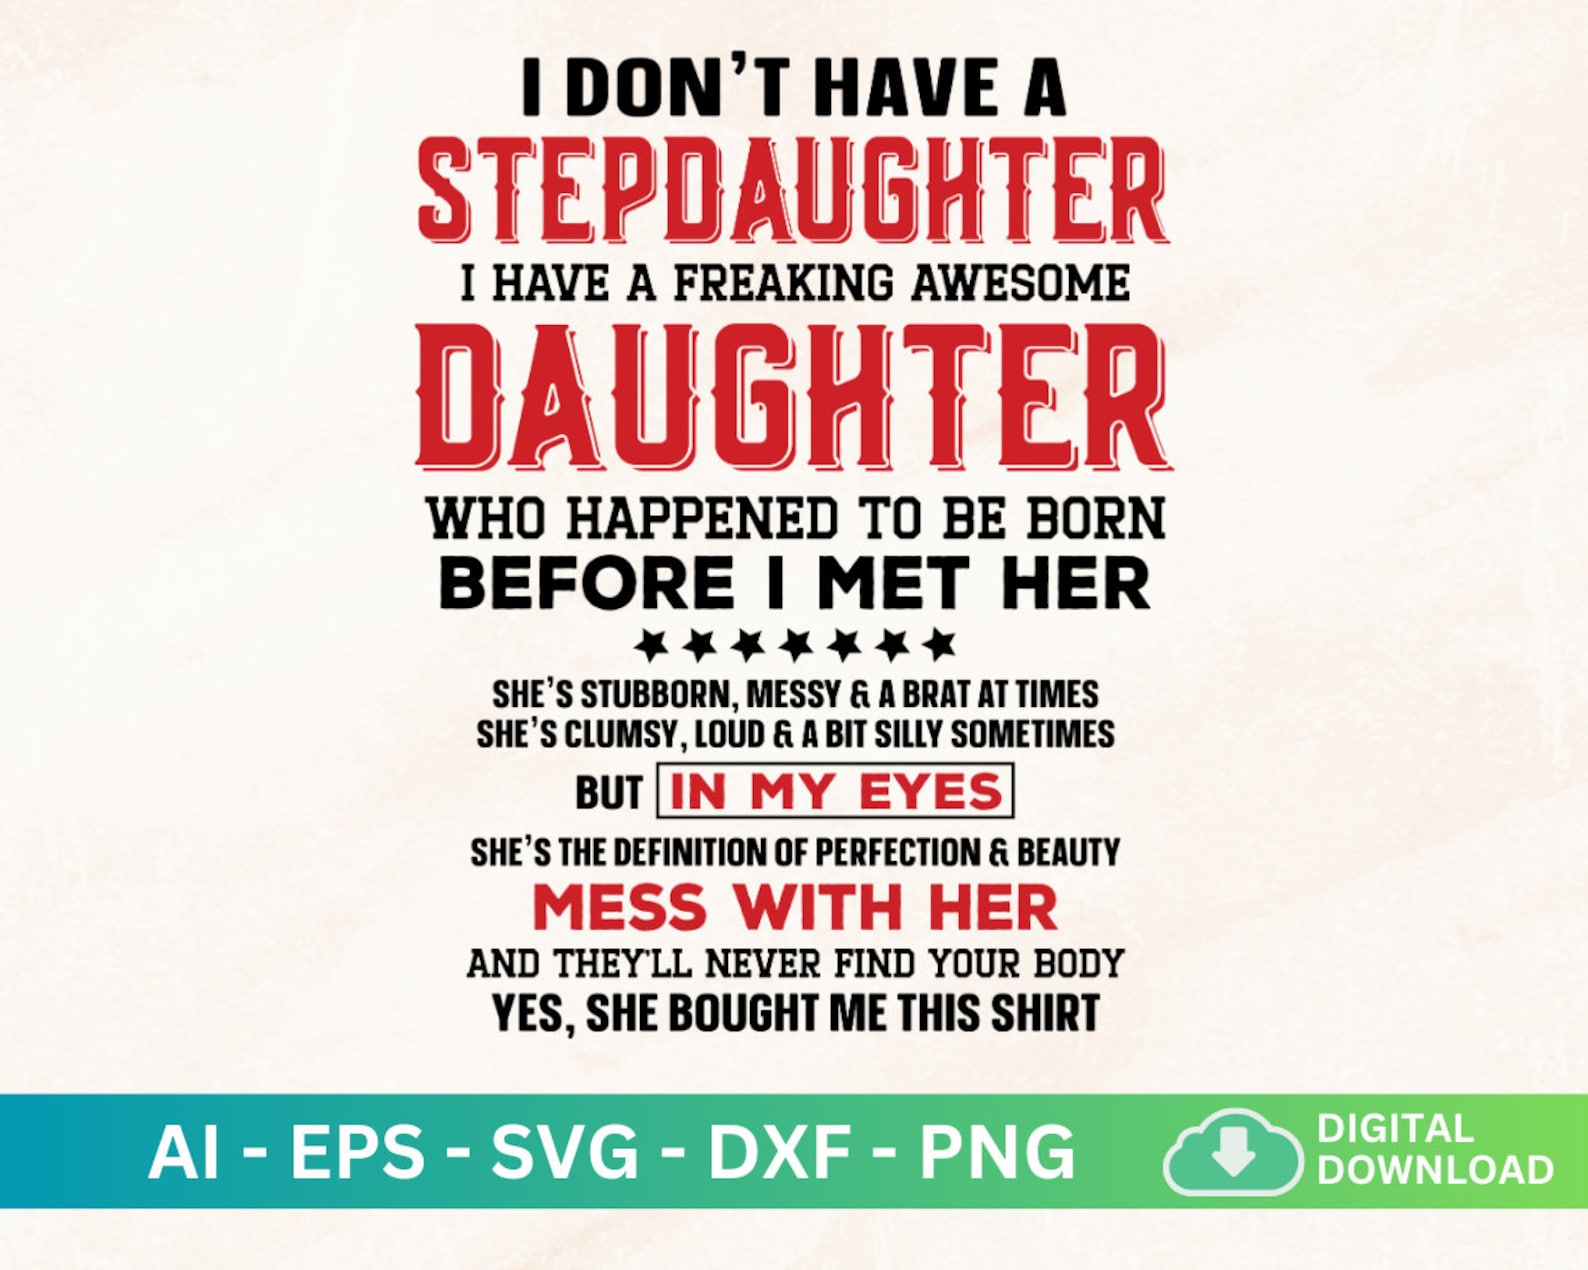 I DON'T HAVE A
STEPDAUGHTER
I HAVE A FREAKING AWESOME
DAUGHTER
WHO HAPPENED TO BE BORN
BEFORE I MET HER
SHE'S STUBBORN, MESSY & A BRAT AT TIMES
SHE'S CLUMSY, LOUD & A BIT SILLY SOMETIMES
BUT IN MY EYES
SHE'S THE DEFINITION OF PERFECTION & BEAUTY
MESS WITH HER
AND THEY'LL NEVER FIND YOUR BODY
YES, SHE BOUGHT ME THIS SHIRT
AI - EPS - SVG - DXF - PNG
DIGITAL
DOWNLOAD